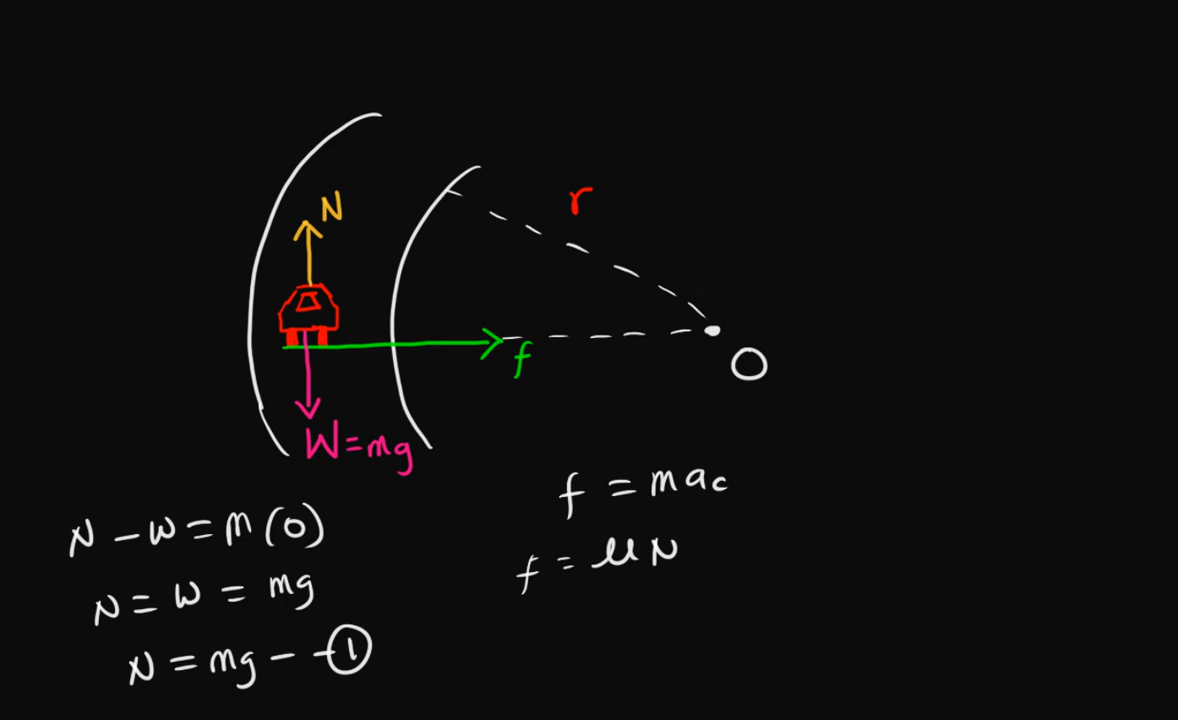 N
r
f
O
W=mg
f = mac
N - W = m(0)
f = μN
N = W = mg
N = mg - - ①